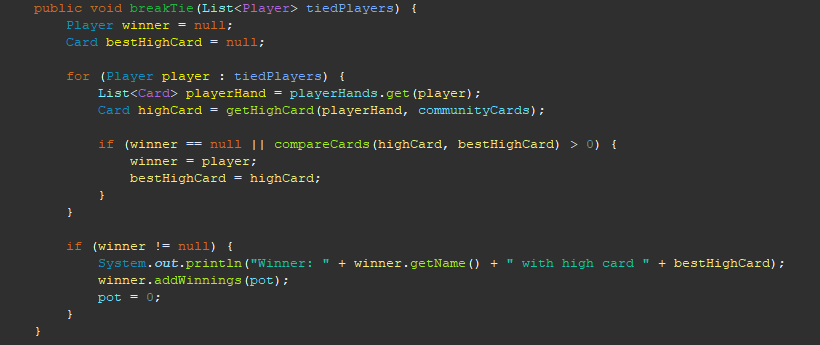 public void breakTie(List<Player> tiedPlayers) {
    Player winner = null;
    Card bestHighCard = null;

    for (Player player : tiedPlayers) {
        List<Card> playerHand = playerHands.get(player);
        Card highCard = getHighCard(playerHand, communityCards);

        if (winner == null || compareCards(highCard, bestHighCard) > 0) {
            winner = player;
            bestHighCard = highCard;
        }
    }

    if (winner != null) {
        System.out.println("Winner: " + winner.getName() + " with high card " + bestHighCard);
        winner.addWinnings(pot);
        pot = 0;
    }
}